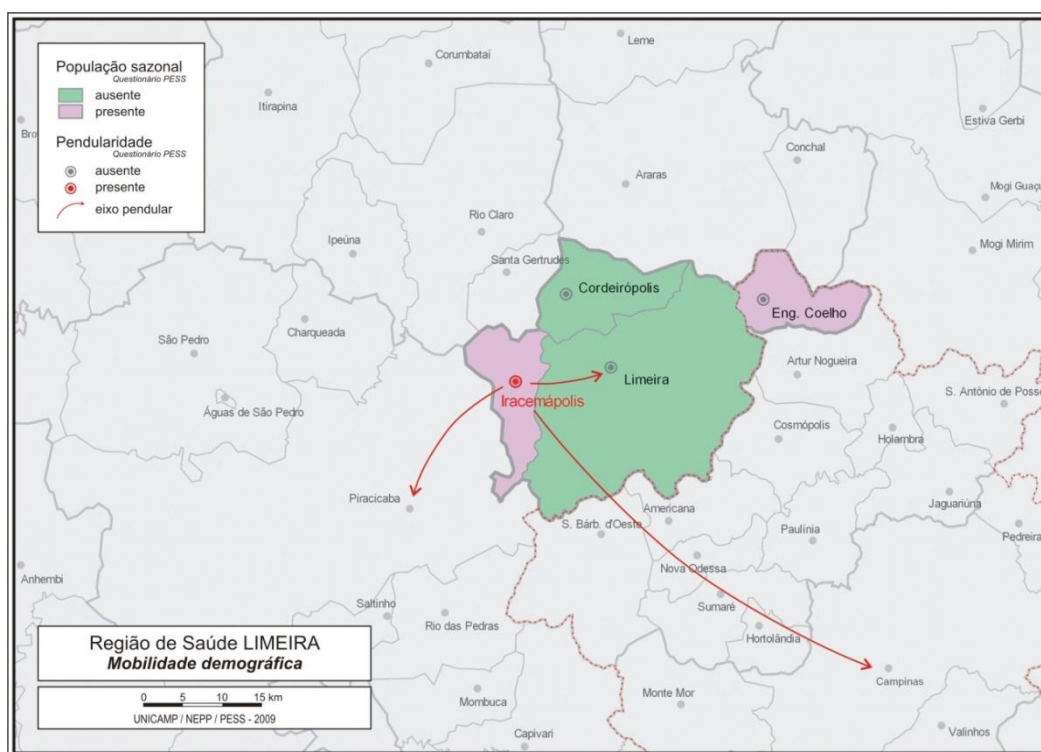 População sazonal
Questionário PESS
ausente
presente
Pendularidade
Questionário PESS
ausente
presente
eixo pendular
Leme
Corumbataí
Itirapina
Estiva Gerbi
Conchal
Araras
Mogi Guaçu
Rio Claro
Mogi Mirim
Ipeúna
Santa Gertrudes
Cordeirópolis
Eng. Coelho
Charqueada
São Pedro
Artur Nogueira
Limeira
S. Antônio de Posse
Iracemápolis
Águas de São Pedro
Cosmópolis
Holambra
Piracicaba
Americana
Jaguariúna
S. Bárb. d'Oeste
Paulínia
Pedreira
Nova Odessa
Anhembi
Saltinho
Sumaré
Rio das Pedras
Hortolândia
Campinas
Mombuca
Monte Mor
Valinhos
Capivari
Região de Saúde LIMEIRA
Mobilidade demográfica
0 5 10 15 km
UNICAMP / NEPP / PESS - 2009